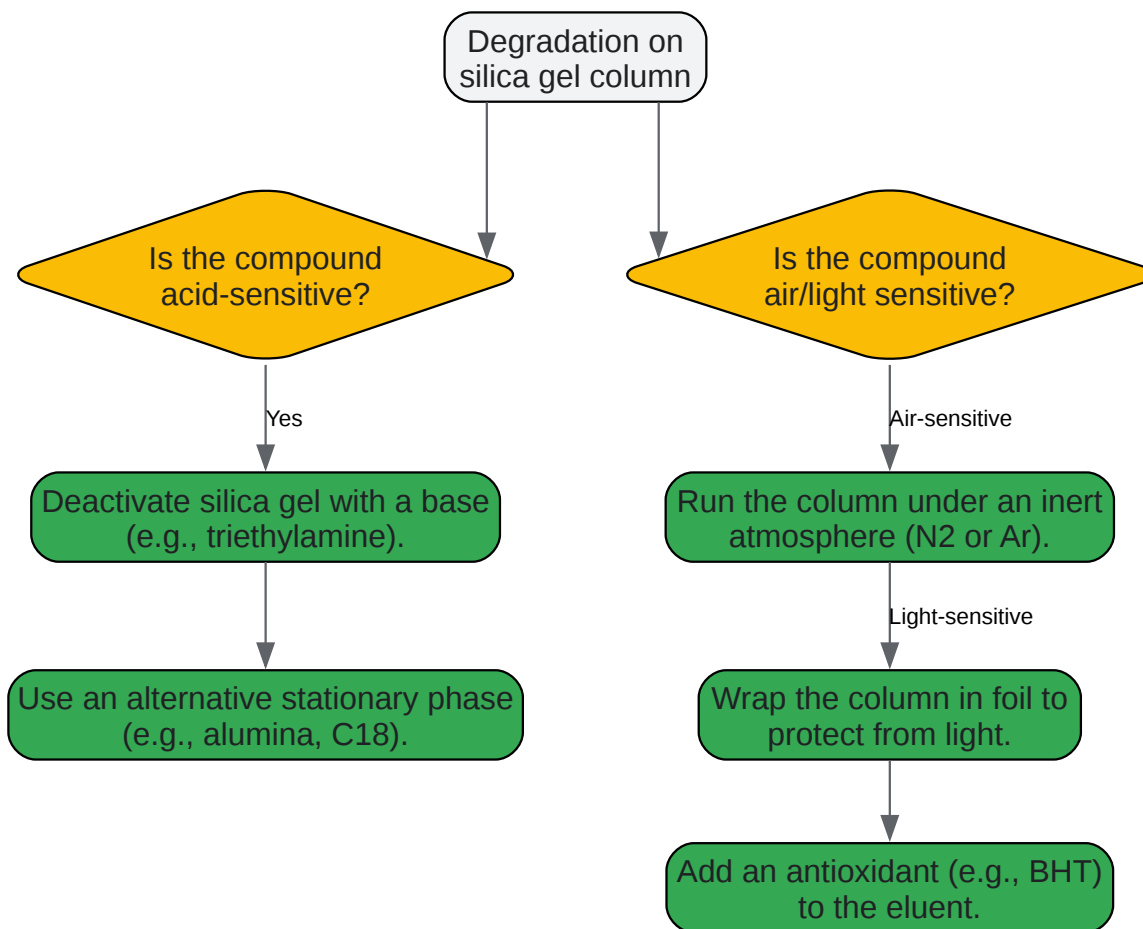 Degradation on
silica gel column
Is the compound
acid-sensitive?
Is the compound
air/light sensitive?
Yes
Air-sensitive
Deactivate silica gel with a base
(e.g., triethylamine).
Run the column under an inert
atmosphere (N2 or Ar).
Light-sensitive
Use an alternative stationary phase
(e.g., alumina, C18).
Wrap the column in foil to
protect from light.
Add an antioxidant (e.g., BHT)
to the eluent.